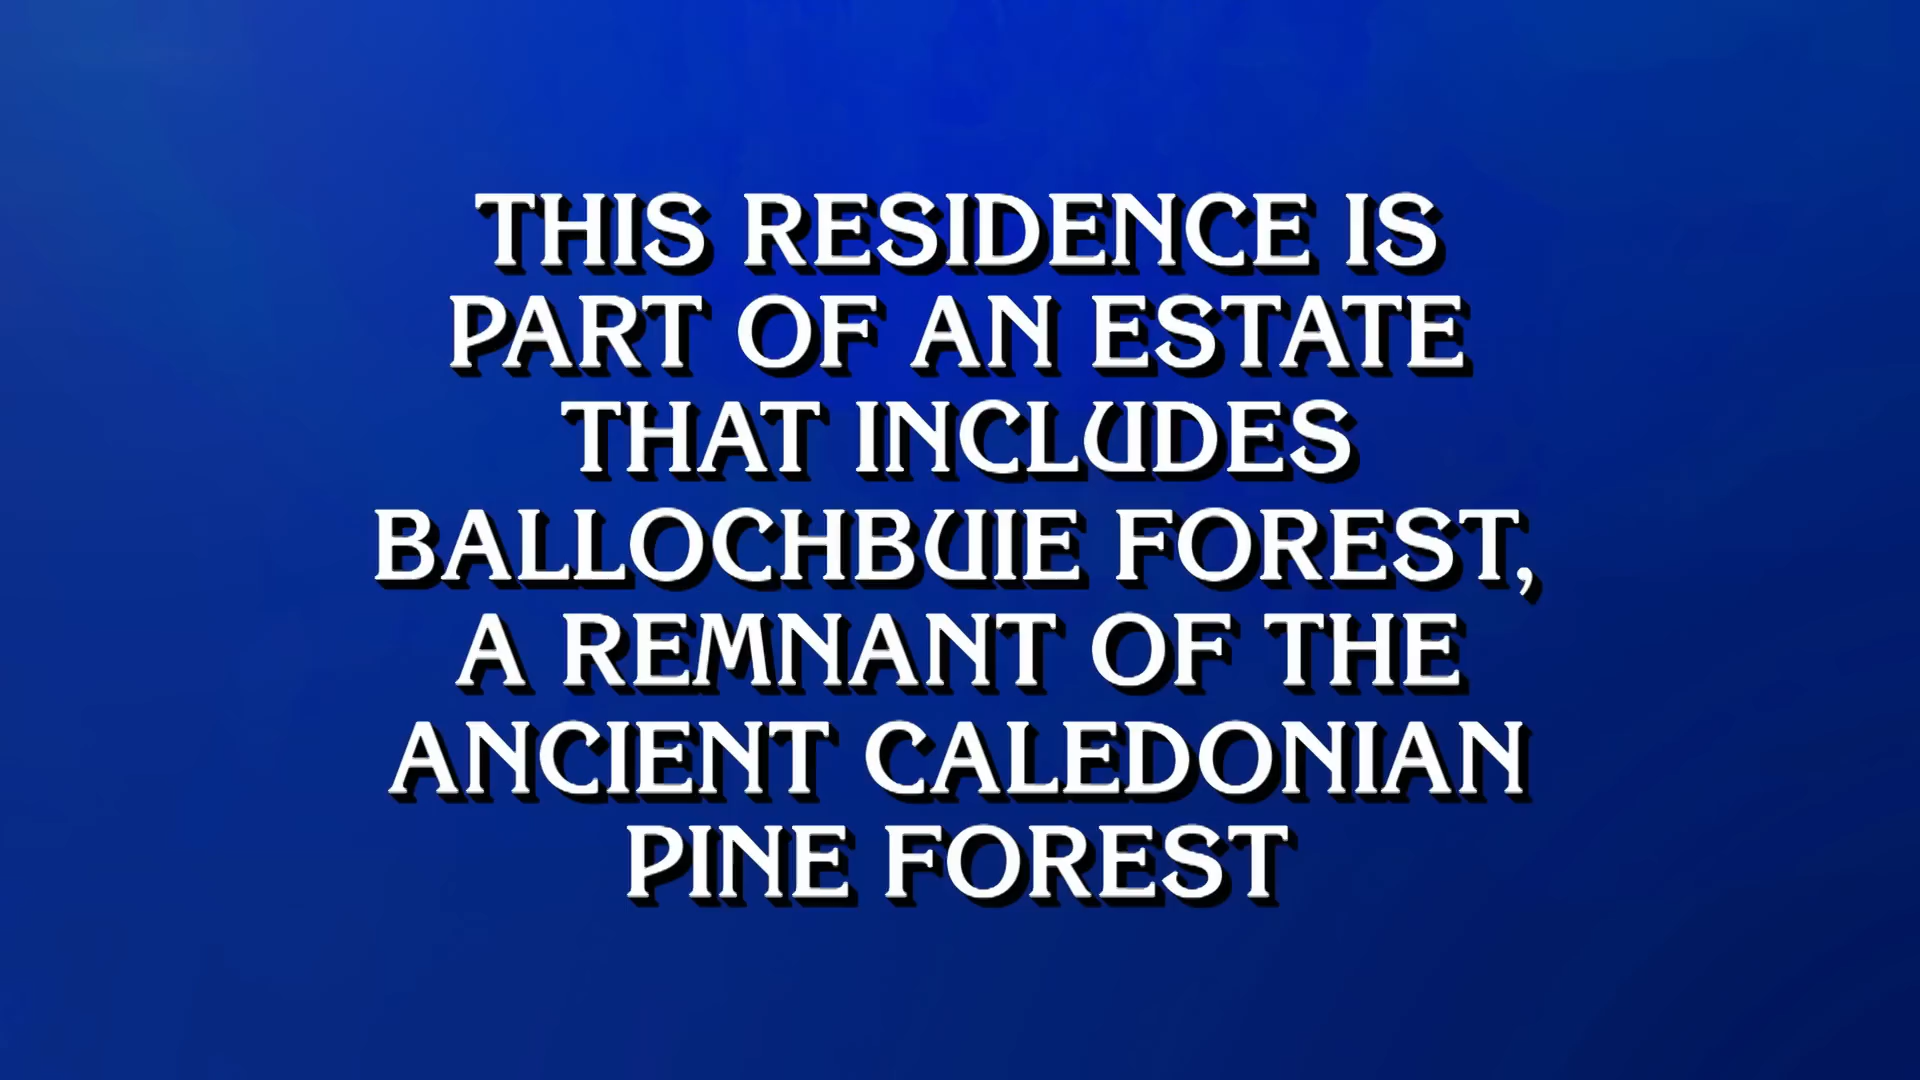 THIS RESIDENCE IS
PART OF AN ESTATE
THAT INCLUDES
BALLOCHBUIE FOREST,
A REMNANT OF THE
ANCIENT CALEDONIAN
PINE FOREST